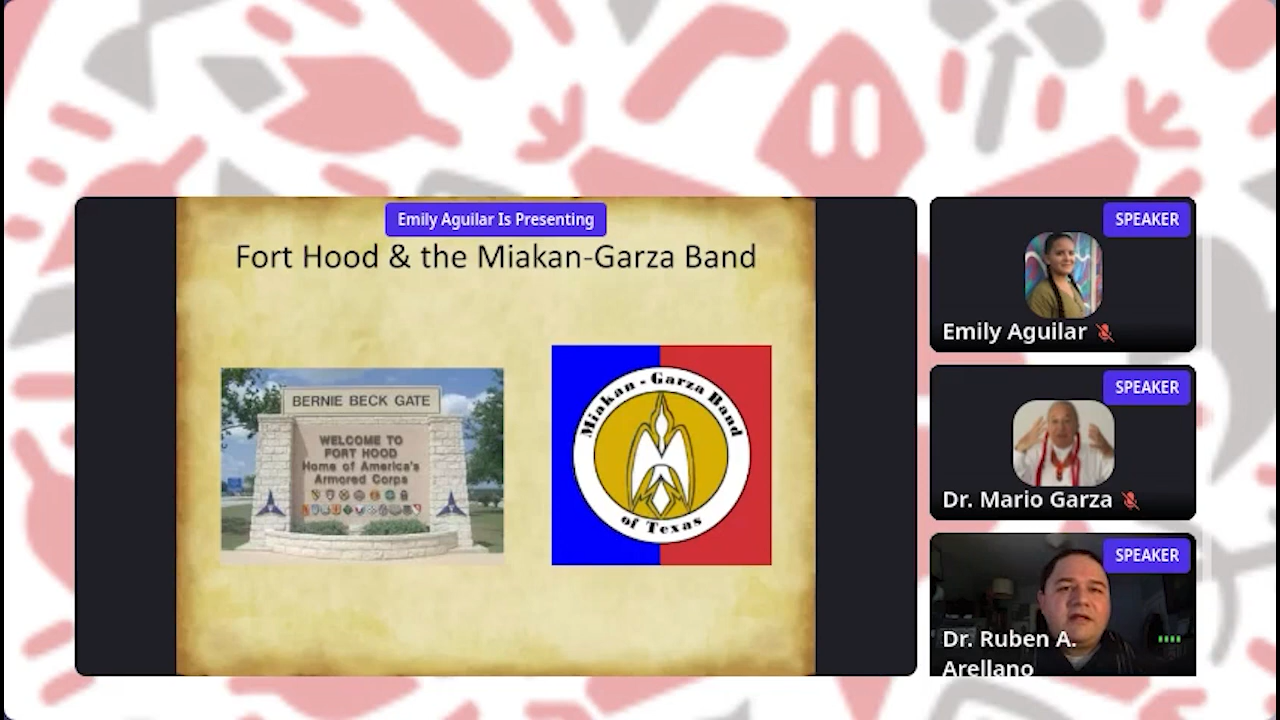 Emily Aguilar Is Presenting
Fort Hood & the Miakan-Garza Band
BERNIE BECK GATE
WELCOME TO
FORT HOOD
Home of America's
Armored Corps
Miakan - Garza Band
of Texas
SPEAKER
Emily Aguilar
SPEAKER
Dr. Mario Garza
SPEAKER
Dr. Ruben A.
Arellano